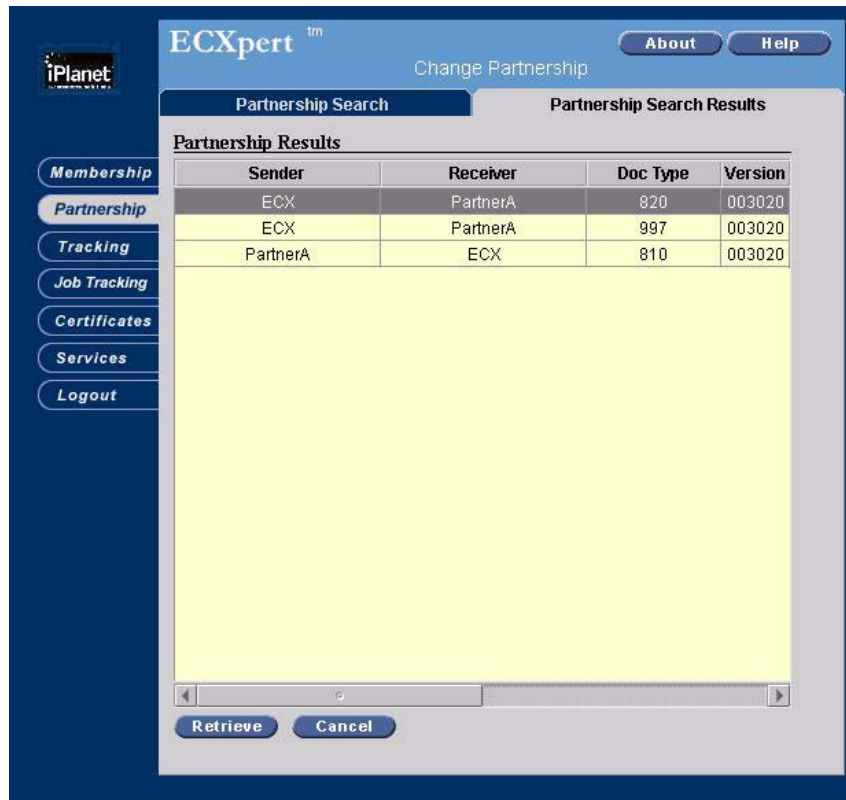 iPlanet
ECXpert tm
About Help
Change Partnership
Partnership Search Partnership Search Results
Membership
Partnership
Tracking
Job Tracking
Certificates
Services
Logout
Partnership Results
Sender Receiver Doc Type Version
ECX PartnerA 820 003020
ECX PartnerA 997 003020
PartnerA ECX 810 003020
Retrieve Cancel